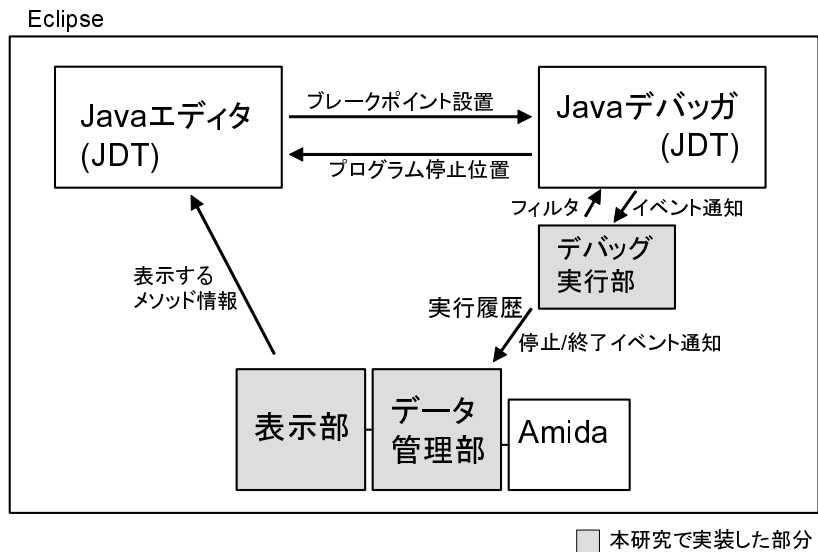 Eclipse
Javaエディタ
(JDT)
ブレークポイント設置
プログラム停止位置
Javaデバッガ
(JDT)
フィルタ
イベント通知
デバッグ
実行部
表示する
メソッド情報
実行履歴
停止/終了イベント通知
表示部
データ
管理部
Amida
本研究で実装した部分